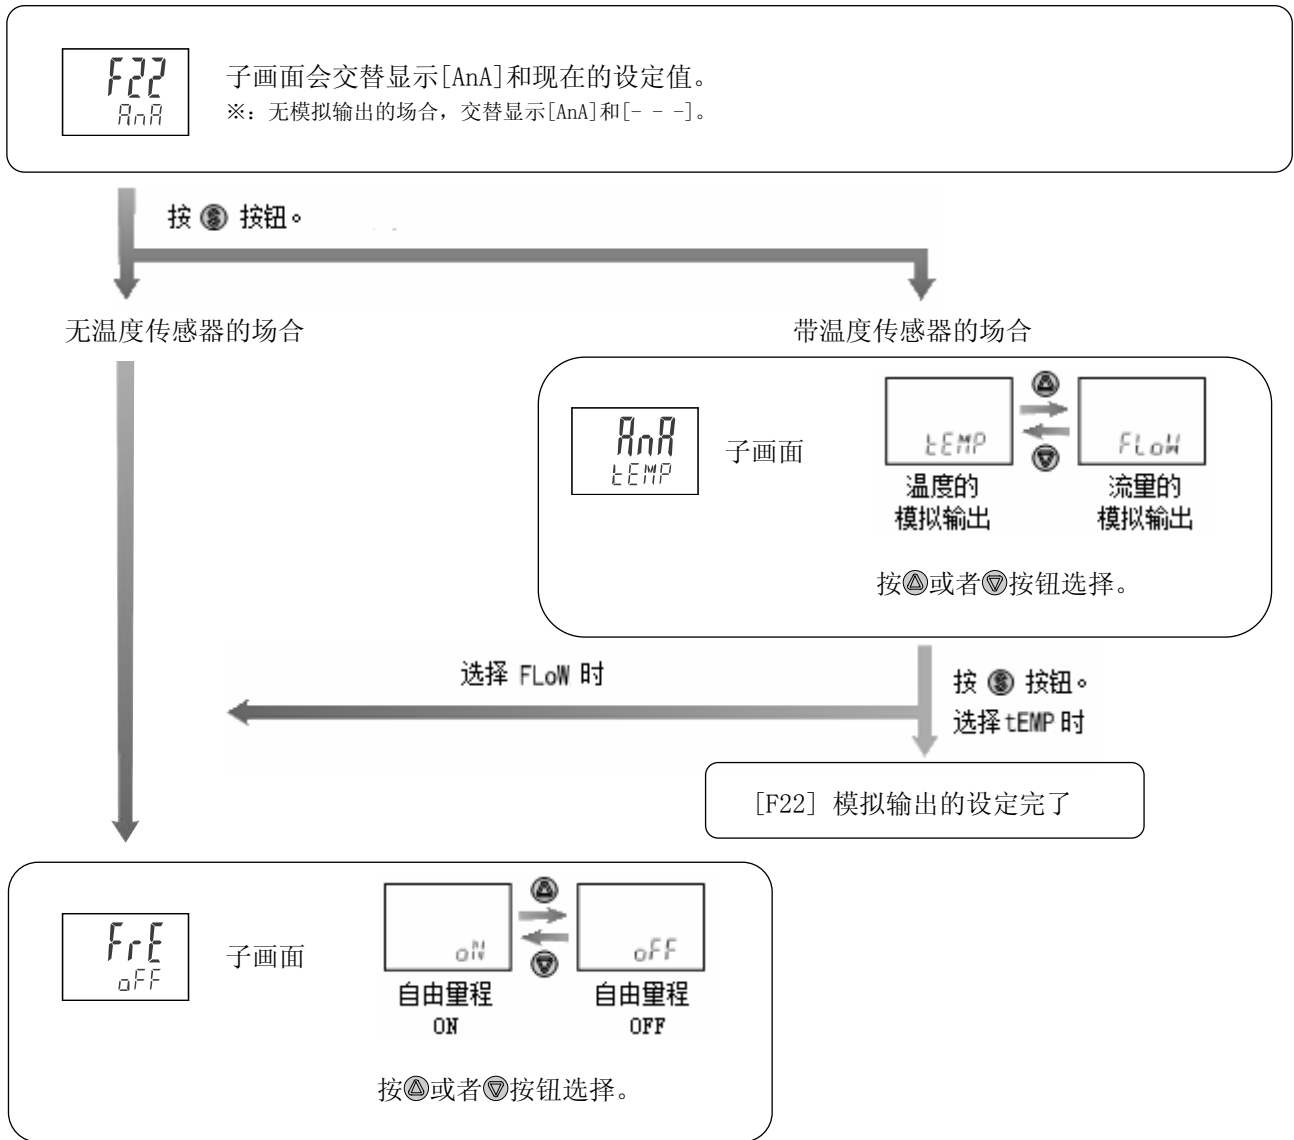 F22
AnA
子画面会交替显示[AnA]和现在的设定值。
※: 无模拟输出的场合，交替显示[AnA]和[- - -]。
按 Ⓢ 按钮。
无温度传感器的场合
带温度传感器的场合
AnA
tEMP
子画面
tEMP
FLoW
温度的
模拟输出
流里的
模拟输出
按△或者▽按钮选择。
选择 FLoW 时
按 Ⓢ 按钮。
选择 tEMP 时
[F22] 模拟输出的设定完了
FrE
oFF
子画面
oN
oFF
自由里程
ON
自由里程
OFF
按△或者▽按钮选择。